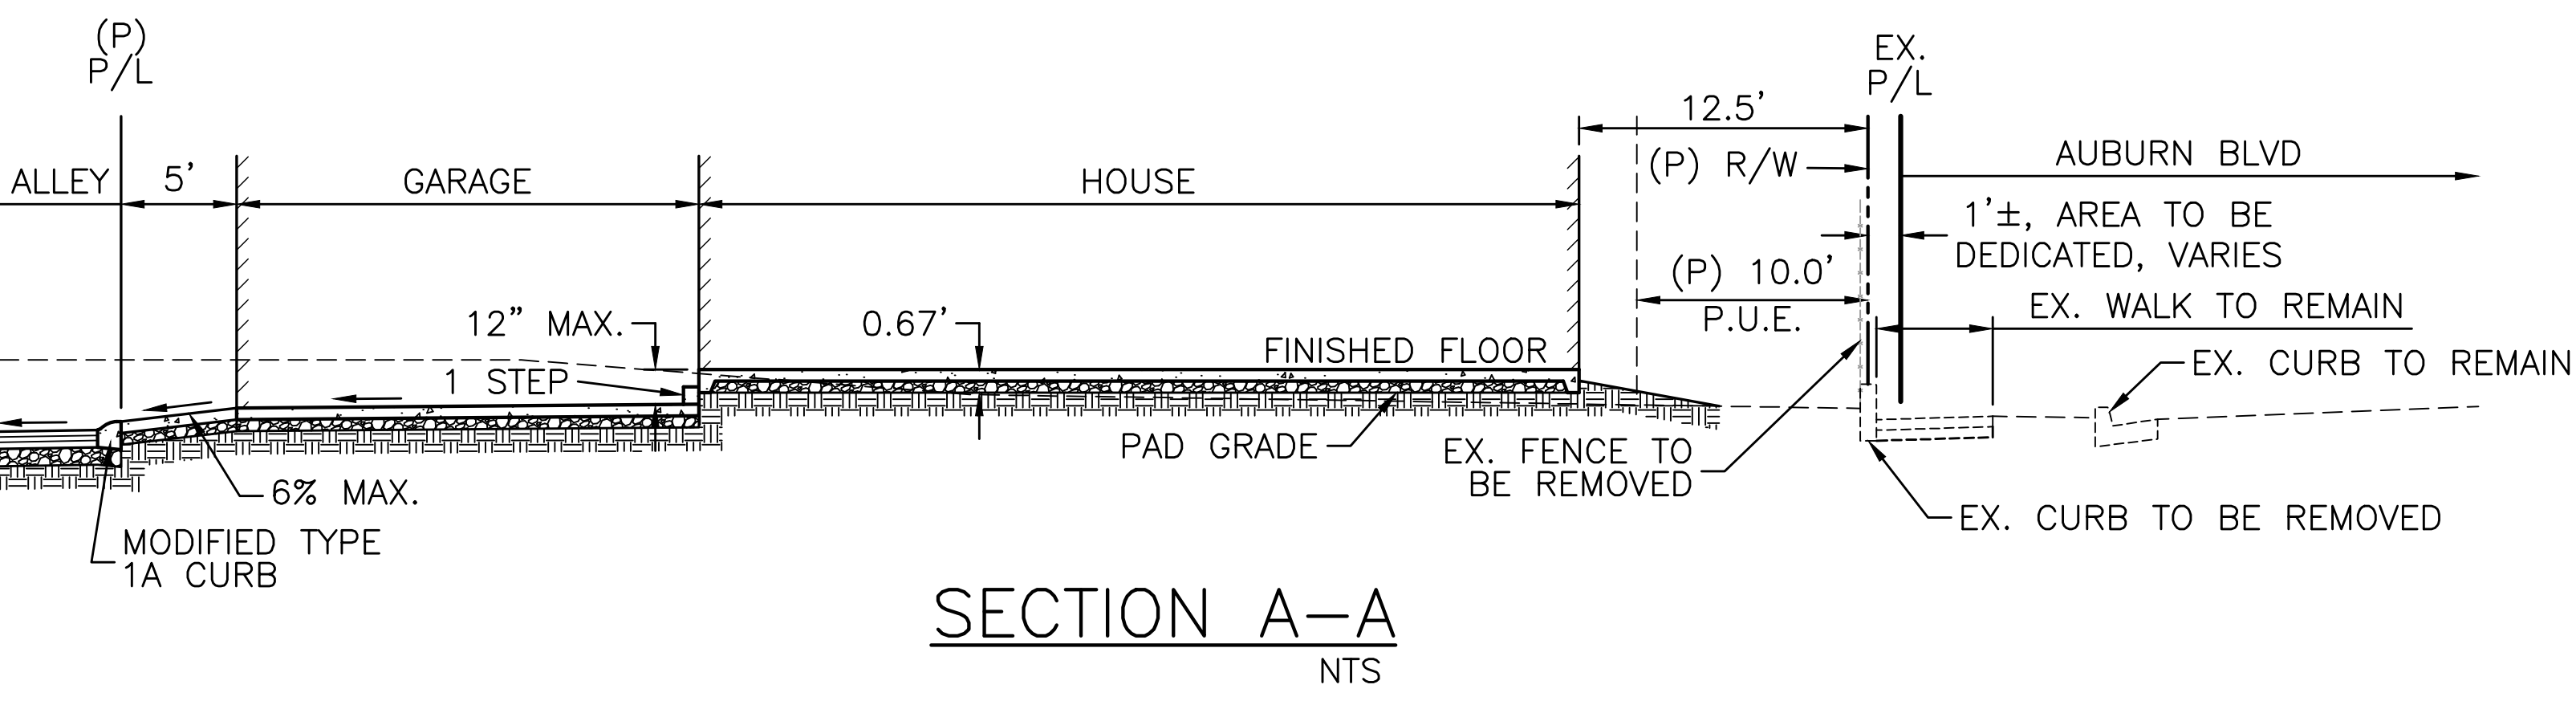 (P)
P/L
EX.
P/L
12.5'
ALLEY
5'
GARAGE
HOUSE
(P) R/W
AUBURN BLVD
1'±, AREA TO BE
DEDICATED, VARIES
(P) 10.0'
P.U.E.
EX. WALK TO REMAIN
12" MAX.
0.67'
FINISHED FLOOR
EX. CURB TO REMAIN
1 STEP
PAD GRADE
EX. FENCE TO
BE REMOVED
6% MAX.
EX. CURB TO BE REMOVED
MODIFIED TYPE
1A CURB
SECTION A-A
NTS